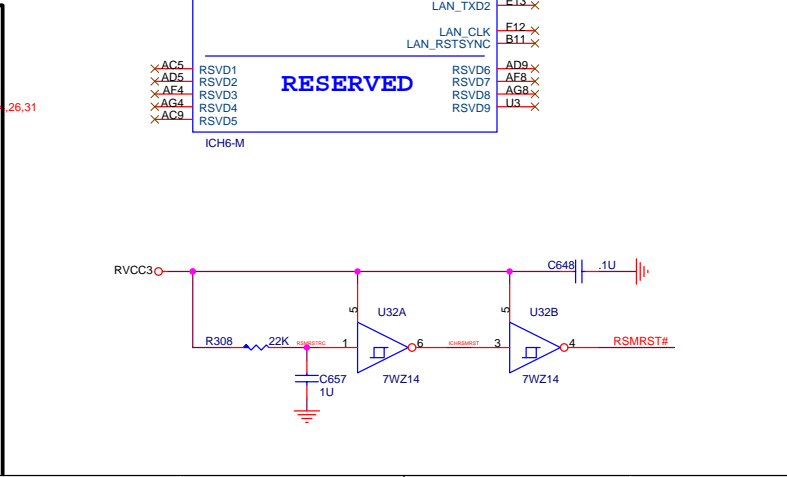 LAN_TXD2 E13
LAN_CLK F12
LAN_RSTSYNC B11
AC5 RSVD1 RSVD6 AD9
AD5 RSVD2 RSVD7 AF8
AF4 RSVD3 RSVD8 AG8
AG4 RSVD4 RSVD9 U3
AC9 RSVD5
RESERVED
,26,31
ICH6-M
RVCC3
C648 .1U
5 U32A
5 U32B
R308 22K RSMRSTRC 1 6 ICHRSMRST 3 4 RSMRST#
C657
1U
7WZ14
7WZ14